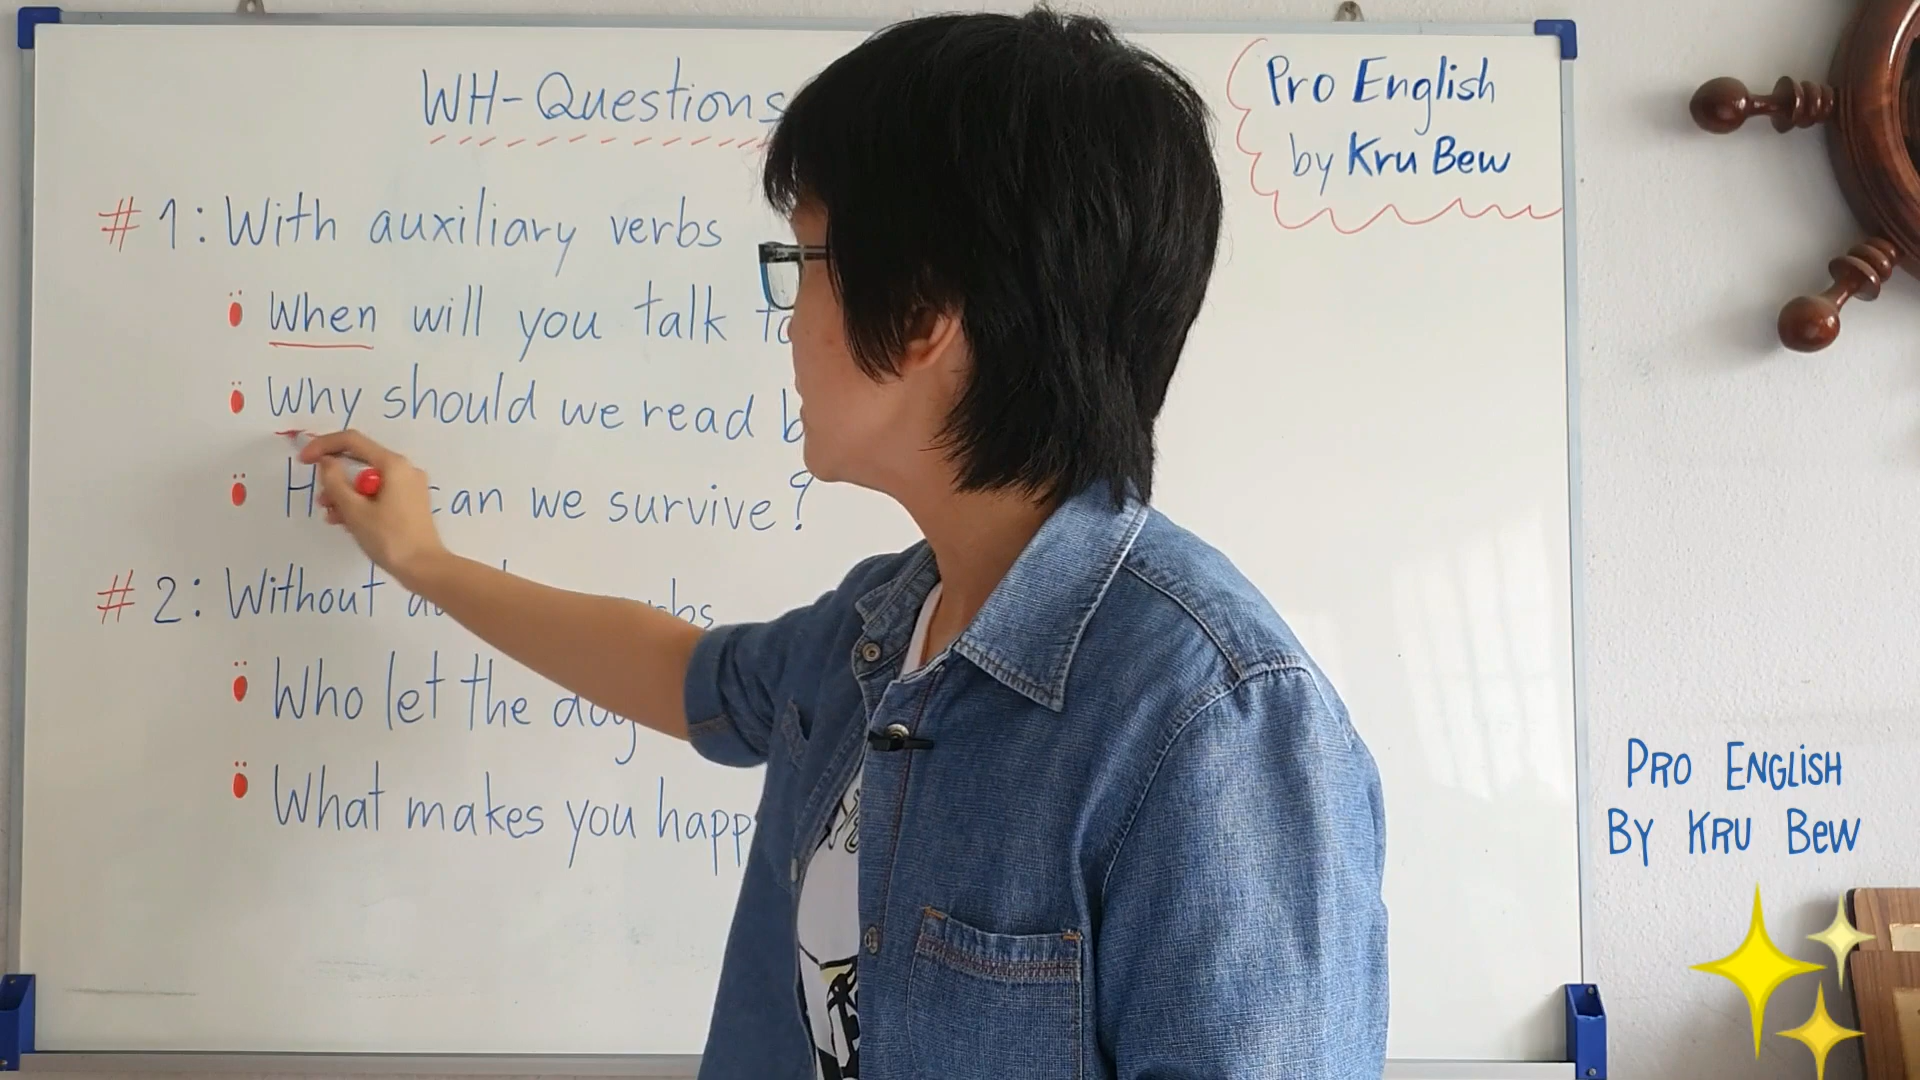 WH-Questions
Pro English
by Kru Bew
#1: With auxiliary verbs
When will you talk
Why should we read
can we survive?
#2: Without
Who let the
What makes you
PRO ENGLISH
BY KRU BEW